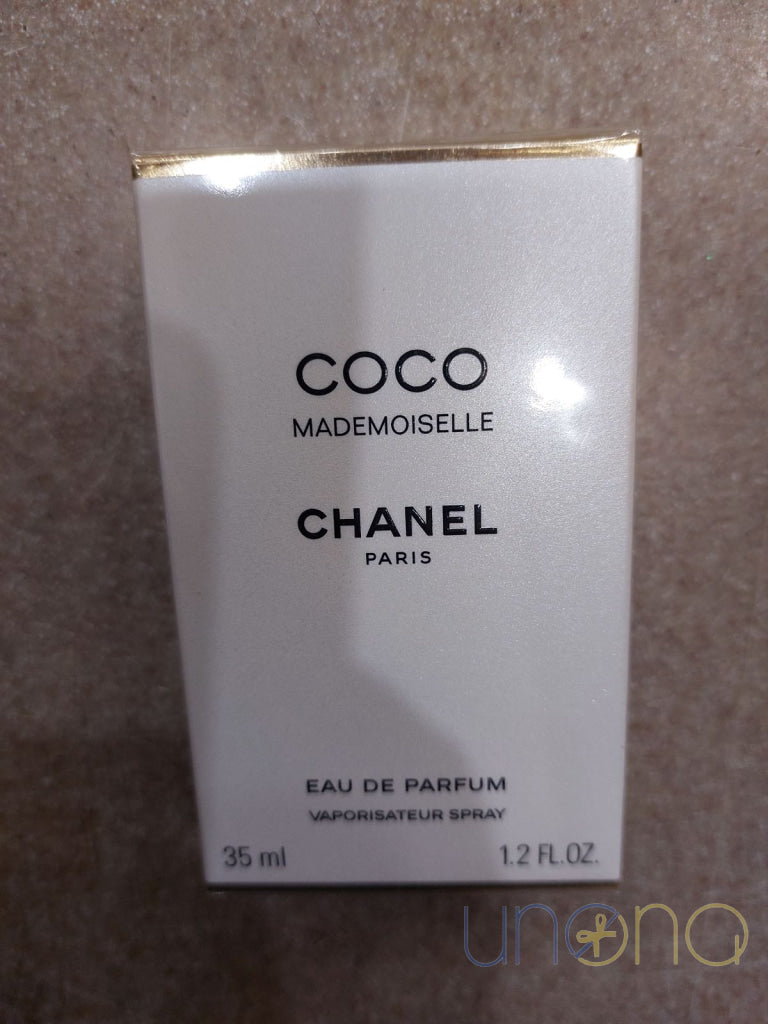 COCO
MADEMOISELLE
CHANEL
PARIS
EAU DE PARFUM
VAPORISATEUR SPRAY
35 ml 1.2 FL.OZ.
unona